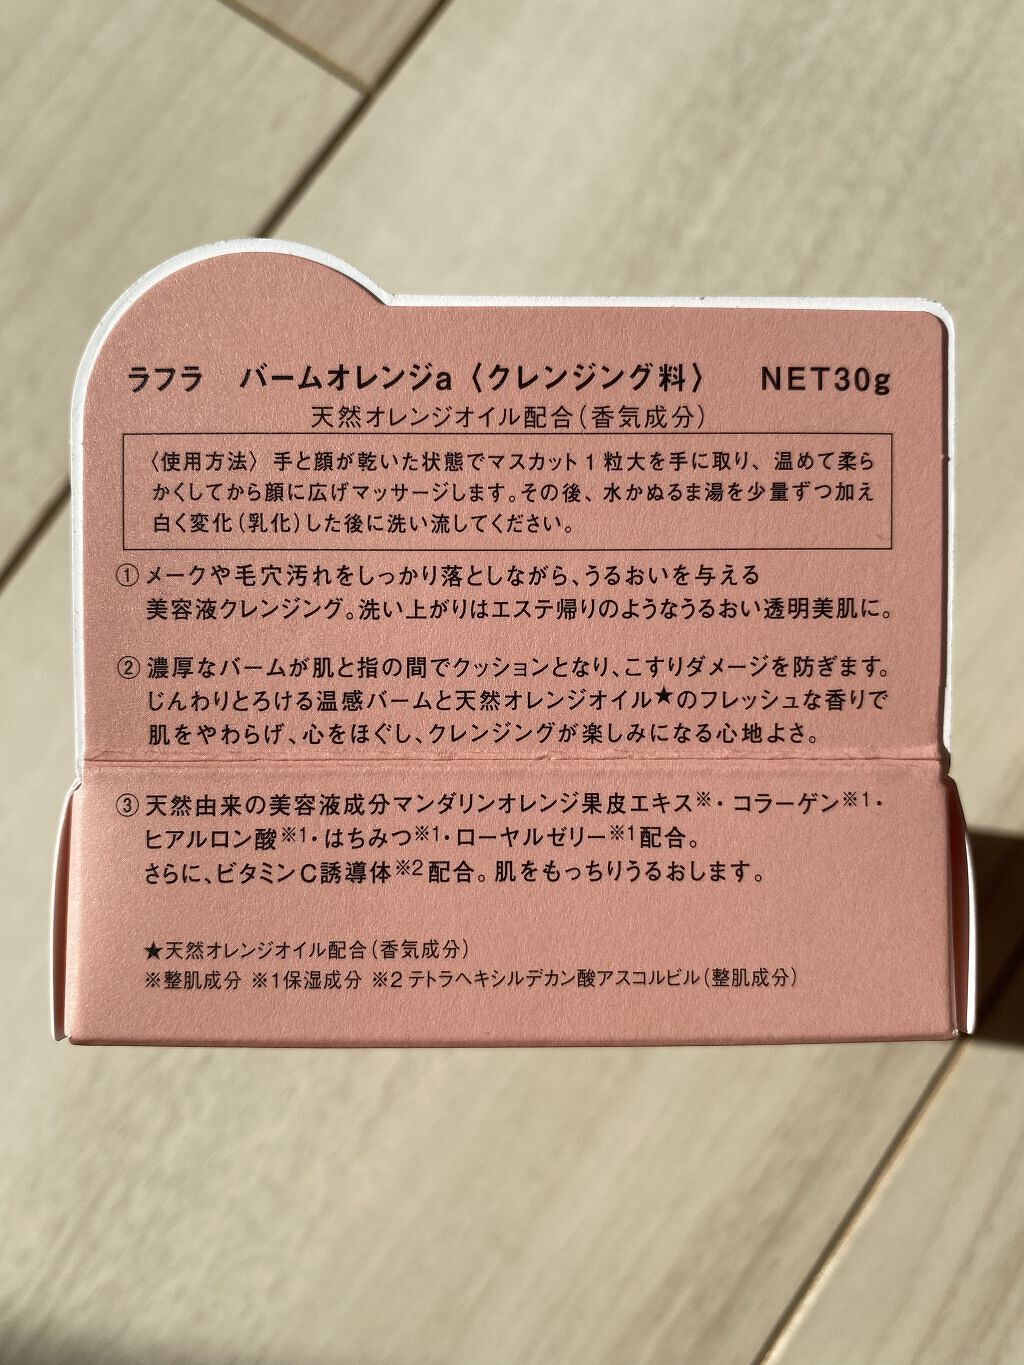 ラフラ バームオレンジa〈クレンジング料〉 NET30g
天然オレンジオイル配合(香気成分)
〈使用方法〉手と顔が乾いた状態でマスカット1粒大を手に取り、温めて柔ら
かくしてから顔に広げマッサージします。その後、水かぬるま湯を少量ずつ加え
白く変化(乳化)した後に洗い流してください。
①メークや毛穴汚れをしっかり落としながら、うるおいを与える
美容液クレンジング。洗い上がりはエステ帰りのようなうるおい透明美肌に。
②濃厚なバームが肌と指の間でクッションとなり、こすりダメージを防ぎます。
じんわりとろける温感バームと天然オレンジオイル★のフレッシュな香りで
肌をやわらげ、心をほぐし、クレンジングが楽しみになる心地よさ。
③天然由来の美容液成分マンダリンオレンジ果皮エキス※・コラーゲン※1・
ヒアルロン酸※1・はちみつ※1・ローヤルゼリー※1配合。
さらに、ビタミンC誘導体※2配合。肌をもっちりうるおします。
★天然オレンジオイル配合(香気成分)
※整肌成分 ※1保湿成分 ※2テトラヘキシルデカン酸アスコルビル(整肌成分)